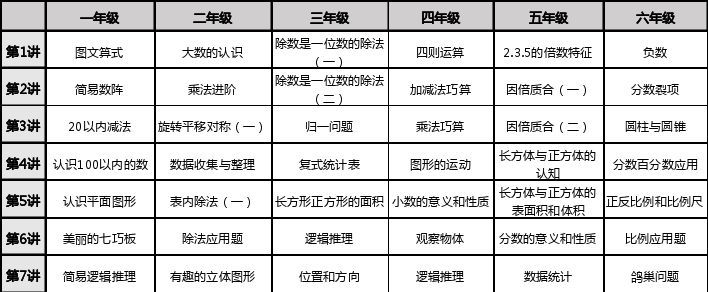 一年级 二年级 三年级 四年级 五年级 六年级
第1讲 图文算式 大数的认识 除数是一位数的除法（一） 四则运算 2.3.5的倍数特征 负数
第2讲 简易数阵 乘法进阶 除数是一位数的除法（二） 加减法巧算 因倍质合（一） 分数裂项
第3讲 20以内减法 旋转平移对称（一） 归一问题 乘法巧算 因倍质合（二） 圆柱与圆锥
第4讲 认识100以内的数 数据收集与整理 复式统计表 图形的运动 长方体与正方体的认知 分数百分数应用
第5讲 认识平面图形 表内除法（一） 长方形正方形的面积 小数的意义和性质 长方体与正方体的表面积和体积 正反比例和比例尺
第6讲 美丽的七巧板 除法应用题 逻辑推理 观察物体 分数的意义和性质 比例应用题
第7讲 简易逻辑推理 有趣的立体图形 位置和方向 逻辑推理 数据统计 鸽巢问题